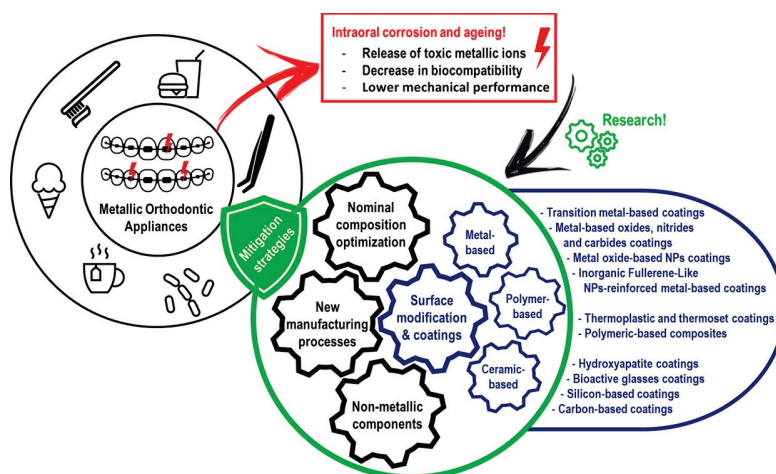 Intraoral corrosion and ageing!
- Release of toxic metallic ions
- Decrease in biocompatibility
- Lower mechanical performance
Research!
Metallic Orthodontic
Appliances
Mitigation
strategies
Nominal
composition
optimization
New
manufacturing
processes
Non-metallic
components
Surface
modification
& coatings
Metal-
based
Polymer-
based
Ceramic-
based
- Transition metal-based coatings
- Metal-based oxides, nitrides
and carbides coatings
- Metal oxide-based NPs coatings
- Inorganic Fullerene-Like
NPs-reinforced metal-based coatings
- Thermoplastic and thermoset coatings
- Polymeric-based composites
- Hydroxyapatite coatings
- Bioactive glasses coatings
- Silicon-based coatings
- Carbon-based coatings